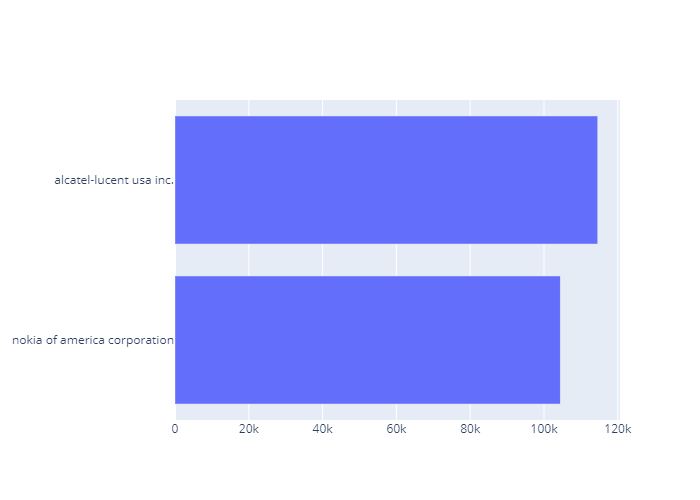 alcatel-lucent usa inc.
nokia of america corporation
0 20k 40k 60k 80k 100k 120k